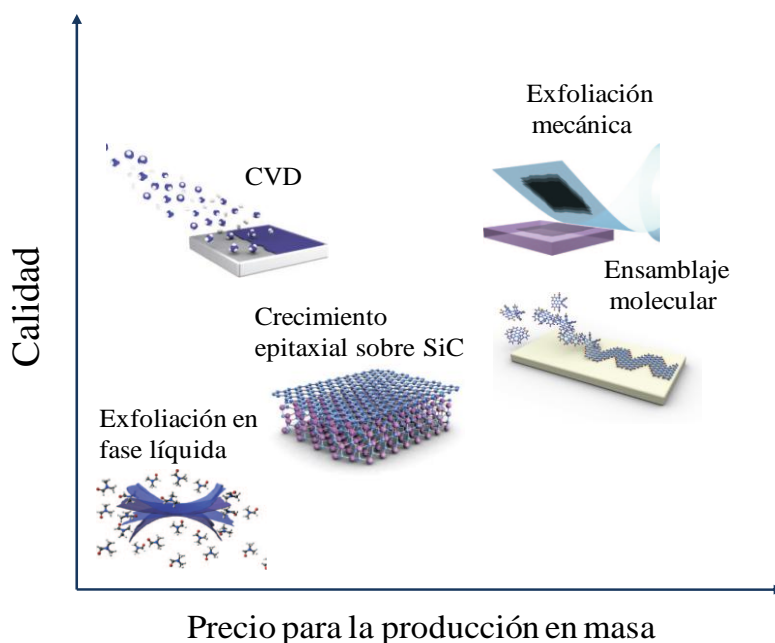 Exfoliación
mecánica
CVD
Ensamblaje
molecular
Crecimiento
epitaxial sobre SiC
Exfoliación en
fase líquida
Calidad
Precio para la producción en masa